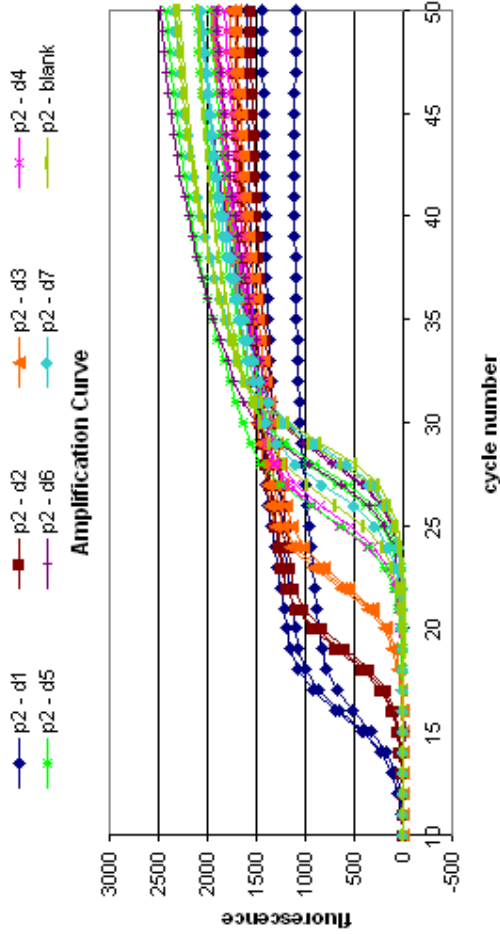 p2 - d1 p2 - d2 p2 - d3 p2 - d4
p2 - d5 p2 - d6 p2 - d7 p2 - blank
Amplification Curve
3000
2500
2000
1500
1000
500
0
-500
fluorescence
10 15 20 25 30 35 40 45 50
cycle number